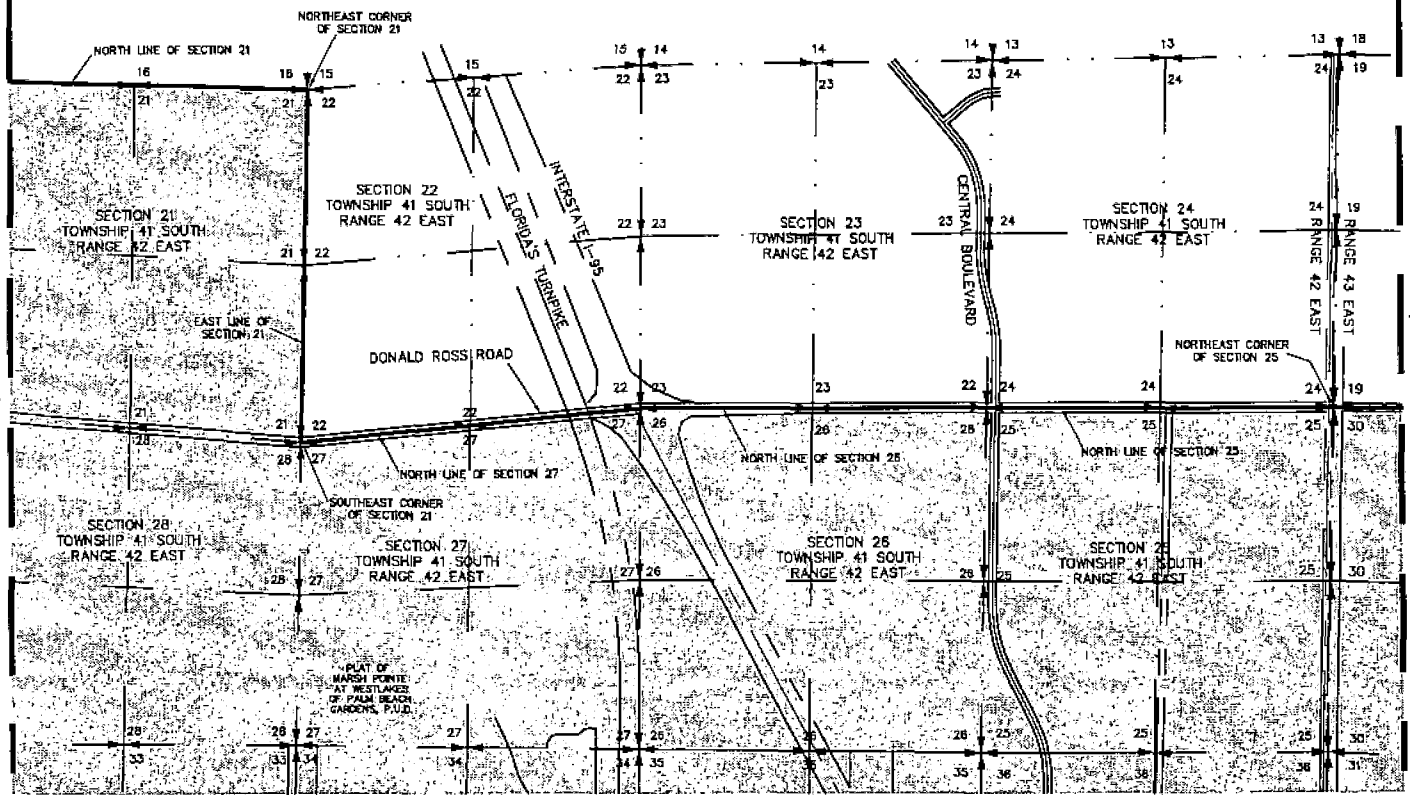 NORTHEAST CORNER
OF SECTION 21
NORTH LINE OF SECTION 21
16
21
16 15
21 22
15
22
15 14
22 23
14
23
14 13
23 24
13
24
13 18
24 19
SECTION 21
TOWNSHIP 41 SOUTH
RANGE 42 EAST
SECTION 22
TOWNSHIP 41 SOUTH
RANGE 42 EAST
FLORIDA'S TURNPIKE
INTERSTATE I-95
SECTION 23
TOWNSHIP 41 SOUTH
RANGE 42 EAST
CENTRAL BOULEVARD
SECTION 24
TOWNSHIP 41 SOUTH
RANGE 42 EAST
24 19
RANGE 42 EAST
RANGE 43 EAST
21 22
22 23
23 24
EAST LINE OF
SECTION 21
DONALD ROSS ROAD
NORTHEAST CORNER
OF SECTION 25
21
28
21 22
28 27
22
27
22 23
27 26
23
26
22 24
26 25
24
25
24 19
25 30
NORTH LINE OF SECTION 27
NORTH LINE OF SECTION 26
NORTH LINE OF SECTION 25
SOUTHEAST CORNER
OF SECTION 21
SECTION 28
TOWNSHIP 41 SOUTH
RANGE 42 EAST
SECTION 27
TOWNSHIP 41 SOUTH
RANGE 42 EAST
SECTION 26
TOWNSHIP 41 SOUTH
RANGE 42 EAST
SECTION 25
TOWNSHIP 41 SOUTH
RANGE 42 EAST
28 27
27 26
26 25
25 30
PLAT OF
MARSH POINTE
AT WESTLAKES
OF PALM BEACH
GARDENS, P.U.D.
28
33
28 27
33 34
27
34
27 26
34 35
26
35
26 25
35 36
25
36
25 30
36 31